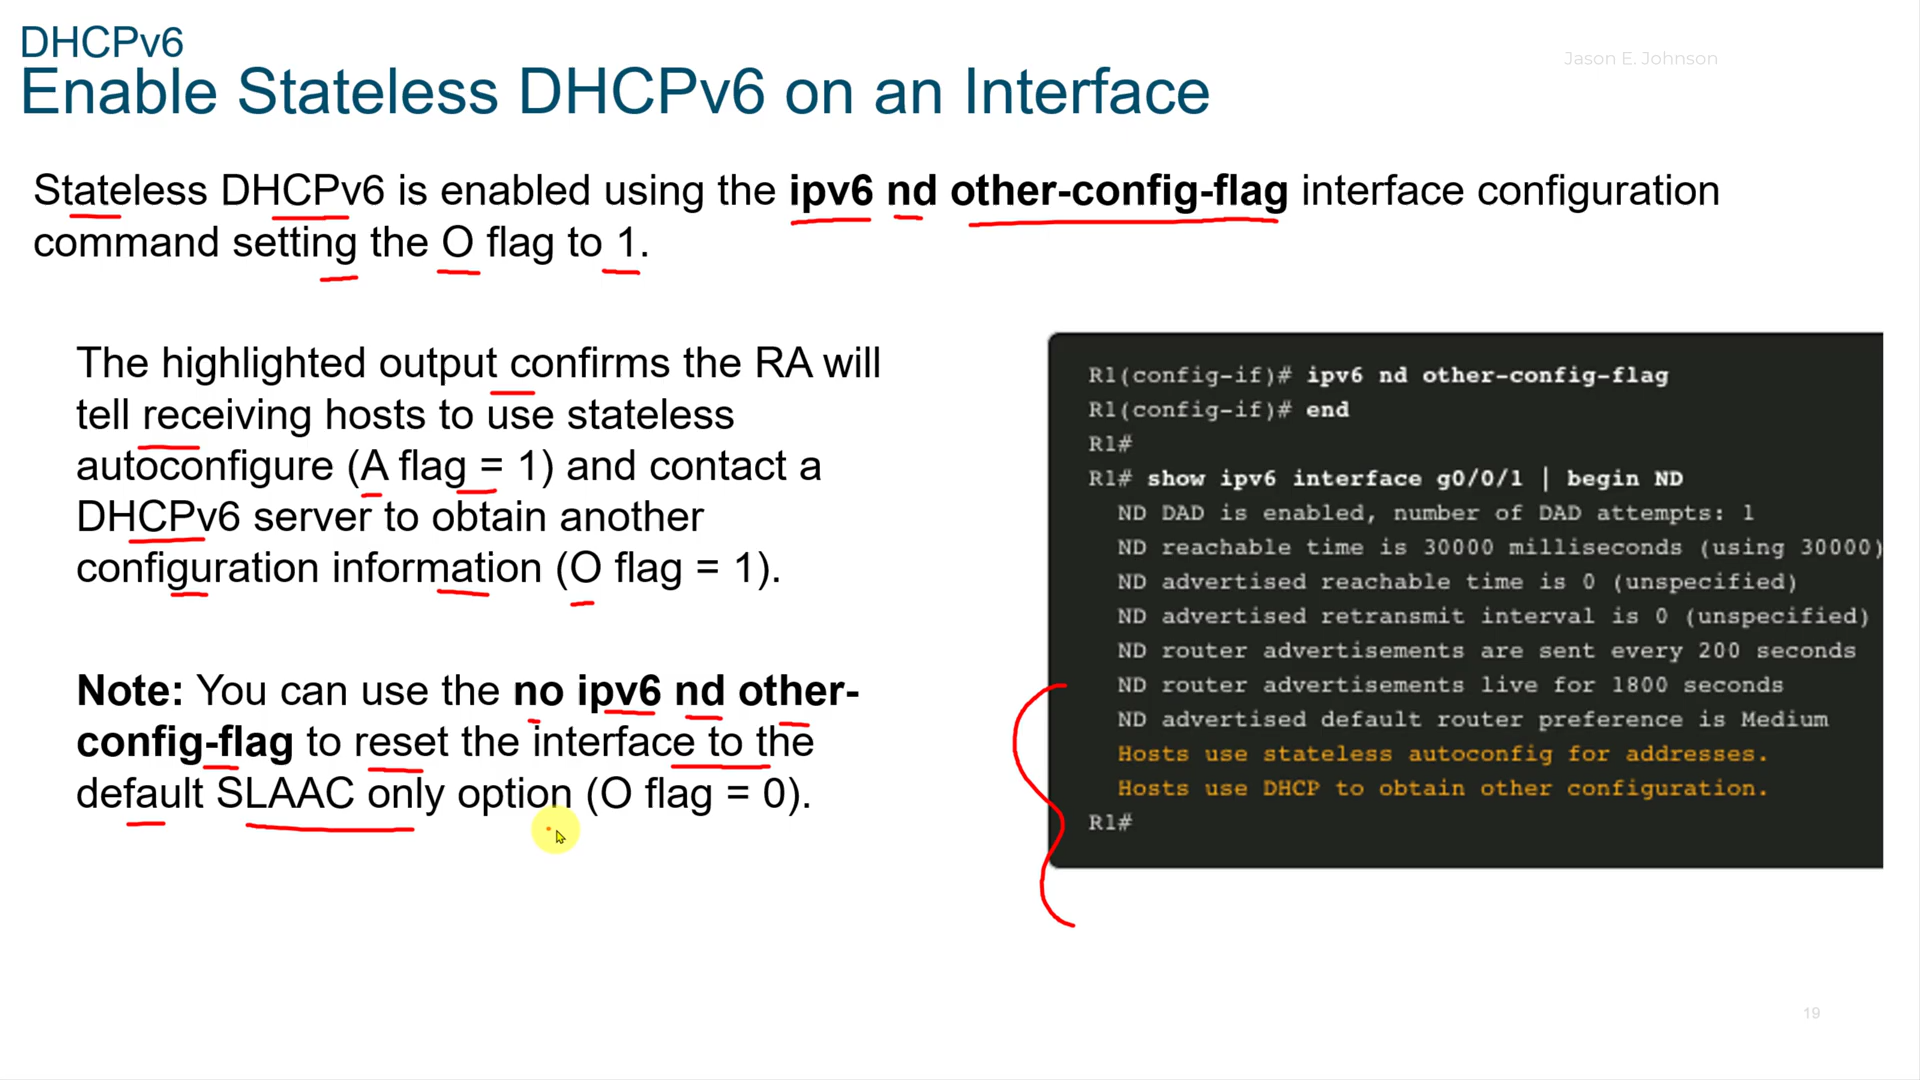 DHCPv6
Jason E. Johnson
Enable Stateless DHCPv6 on an Interface
Stateless DHCPv6 is enabled using the ipv6 nd other-config-flag interface configuration
command setting the O flag to 1.
The highlighted output confirms the RA will
tell receiving hosts to use stateless
autoconfigure (A flag = 1) and contact a
DHCPv6 server to obtain another
configuration information (O flag = 1).
Note: You can use the no ipv6 nd other-
config-flag to reset the interface to the
default SLAAC only option (O flag = 0).
R1(config-if)# ipv6 nd other-config-flag
R1(config-if)# end
R1#
R1# show ipv6 interface g0/0/1 | begin ND
ND DAD is enabled, number of DAD attempts: 1
ND reachable time is 30000 milliseconds (using 30000)
ND advertised reachable time is 0 (unspecified)
ND advertised retransmit interval is 0 (unspecified)
ND router advertisements are sent every 200 seconds
ND router advertisements live for 1800 seconds
ND advertised default router preference is Medium
Hosts use stateless autoconfig for addresses.
Hosts use DHCP to obtain other configuration.
R1#
19